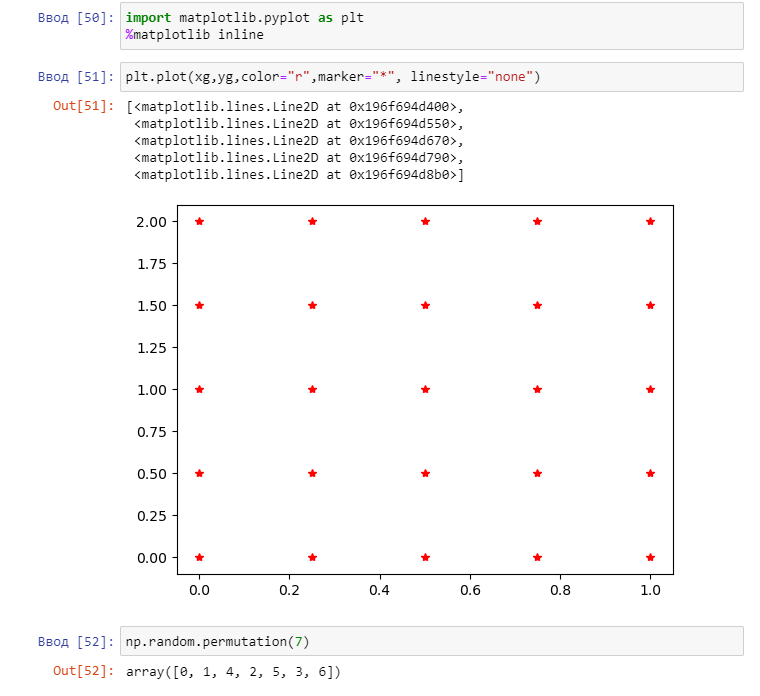 Ввод [50]: import matplotlib.pyplot as plt
%matplotlib inline
Ввод [51]: plt.plot(xg,yg,color="r",marker="*", linestyle="none")
Out[51]: [<matplotlib.lines.Line2D at 0x196f694d400>,
<matplotlib.lines.Line2D at 0x196f694d550>,
<matplotlib.lines.Line2D at 0x196f694d670>,
<matplotlib.lines.Line2D at 0x196f694d790>,
<matplotlib.lines.Line2D at 0x196f694d8b0>]
2.00
1.75
1.50
1.25
1.00
0.75
0.50
0.25
0.00
0.0 0.2 0.4 0.6 0.8 1.0
Ввод [52]: np.random.permutation(7)
Out[52]: array([0, 1, 4, 2, 5, 3, 6])